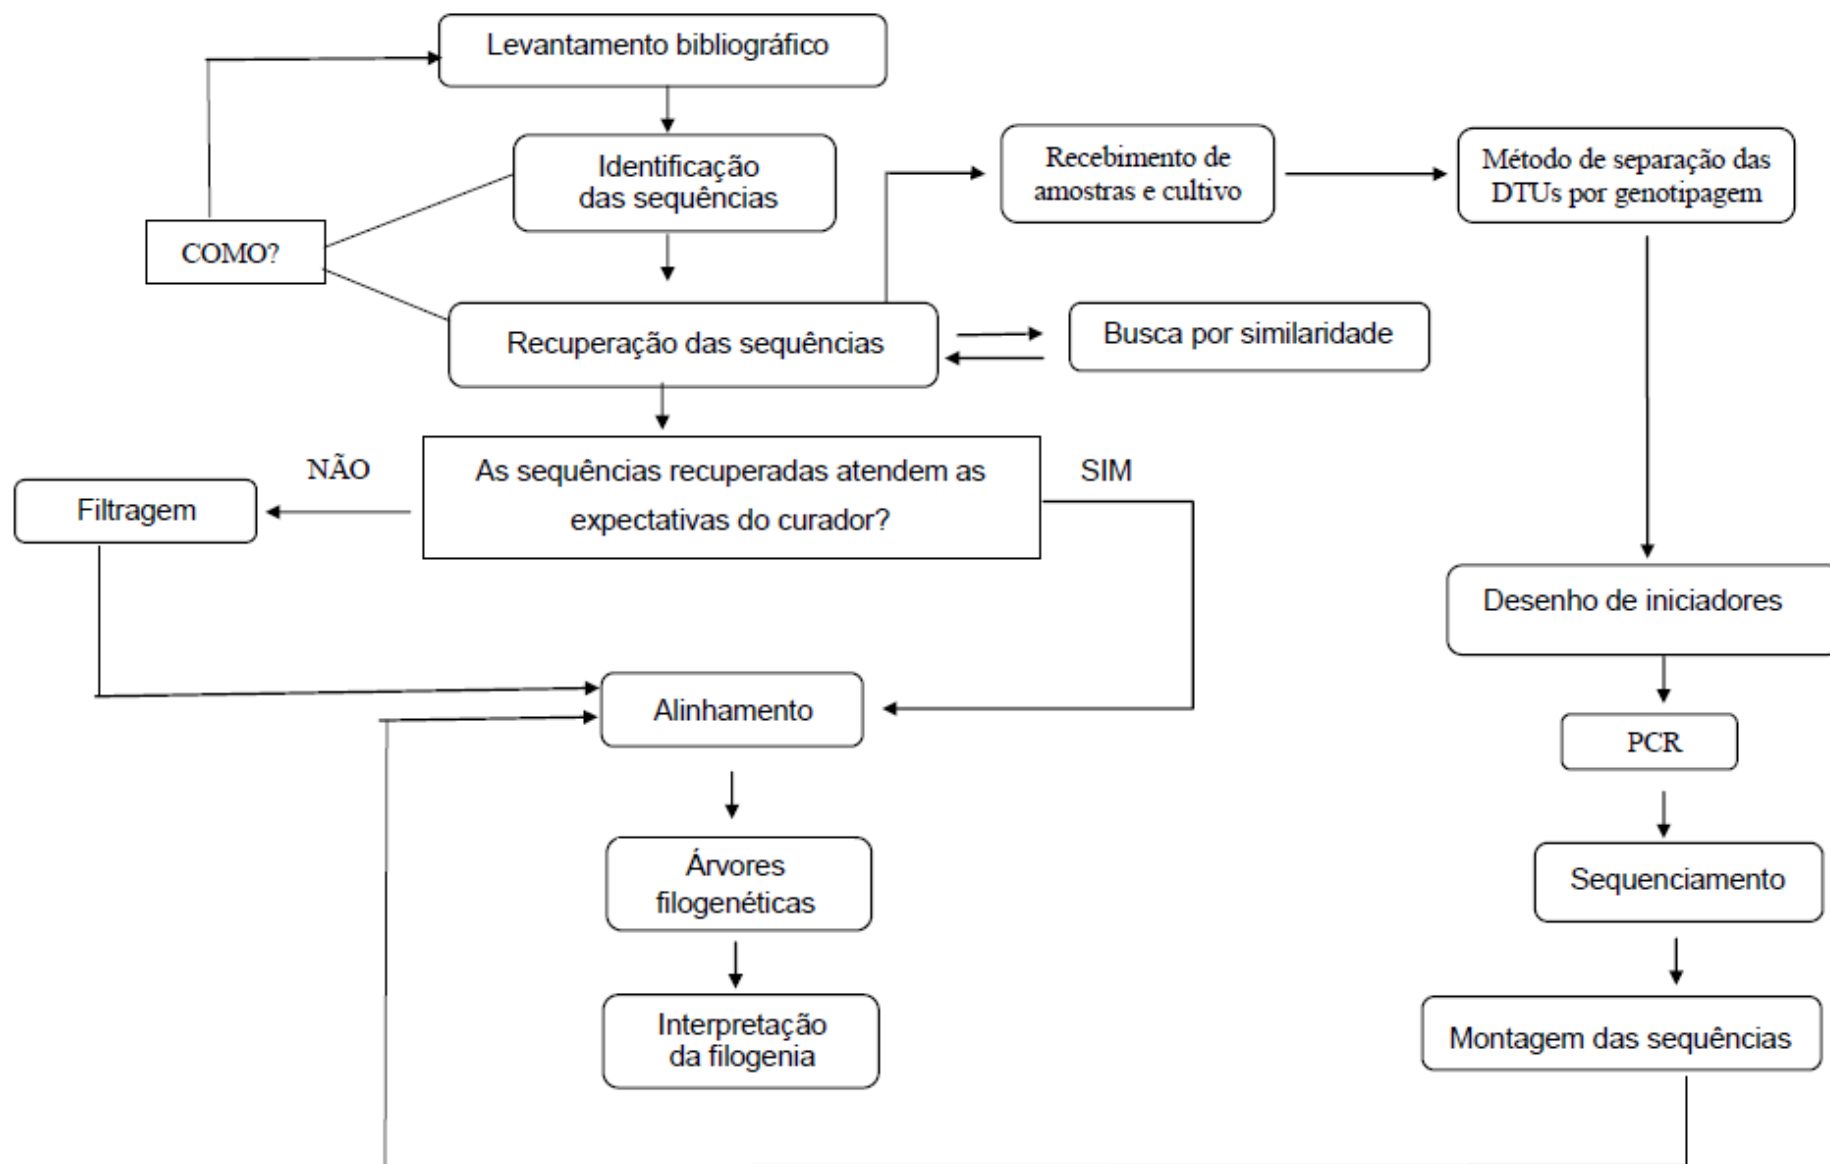 Levantamento bibliográfico
Identificação
das sequências
Recebimento de
amostras e cultivo
Método de separação das
DTUs por genotipagem
COMO?
Recuperação das sequências
Busca por similaridade
NÃO
As sequências recuperadas atendem as
expectativas do curador?
SIM
Filtragem
Desenho de iniciadores
Alinhamento
PCR
Árvores
filogenéticas
Sequenciamento
Interpretação
da filogenia
Montagem das sequências